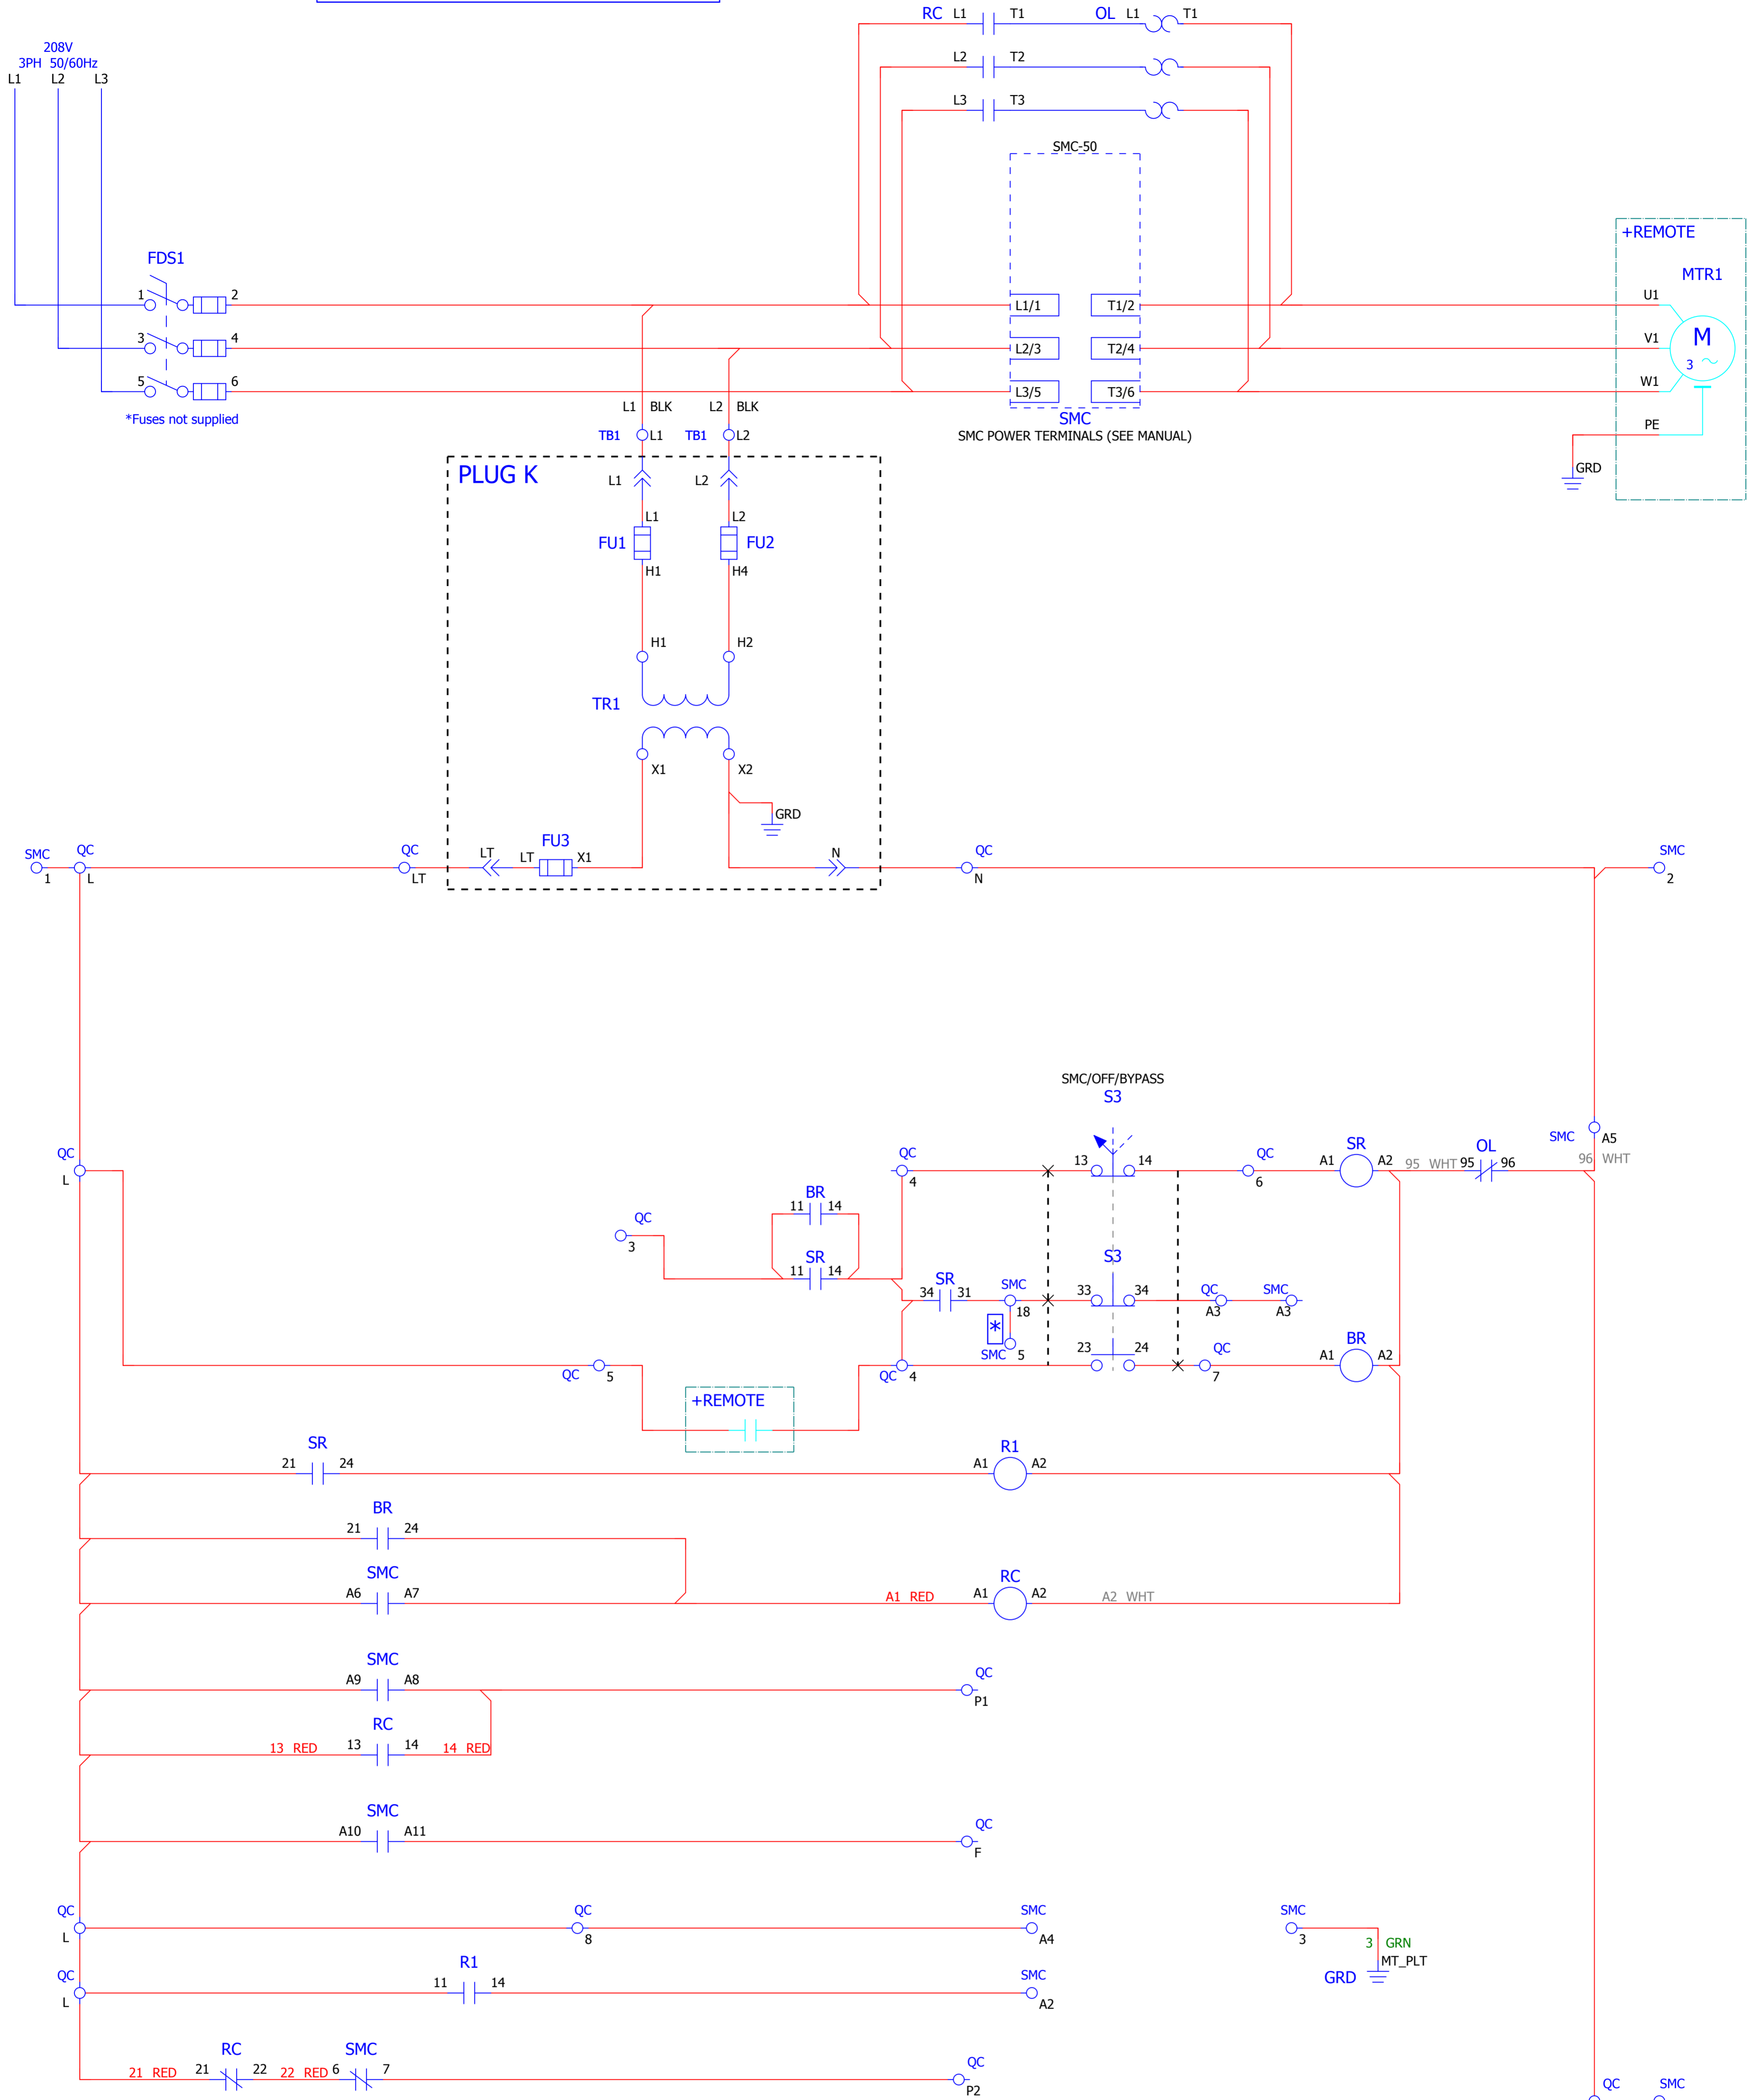 RC L1 T1 OL L1 T1
208V
3PH 50/60Hz
L1 L2 L3
L2 T2
L3 T3
SMC-50
+REMOTE
MTR1
FDS1
1 2
L1/1 T1/2
U1
3 4
L2/3 T2/4
V1
M
3
5 6
L3/5 T3/6
W1
*Fuses not supplied
L1 BLK L2 BLK
SMC
SMC POWER TERMINALS (SEE MANUAL)
PE
TB1 L1 TB1 L2
GRD
PLUG K
L1 L2
L1 L2
FU1 FU2
H1 H4
H1 H2
TR1
X1 X2
GRD
SMC QC QC FU3 QC SMC
LT LT X1 N
1 L LT N 2
SMC/OFF/BYPASS
S3
SMC A5
QC QC 13 14 QC SR OL
A1 A2 95 WHT 95 96 96 WHT
L 4 6
BR
11 14
QC
3
SR S3
11 14
SR SMC QC SMC
34 31 33 34
18 A3 A3
*
SMC 5 23 24 QC BR
A1 A2
QC 5 QC 4 7
+REMOTE
SR R1
21 24 A1 A2
BR
21 24
SMC RC
A6 A7 A1 RED A1 A2 A2 WHT
SMC QC
A9 A8 P1
RC
13 RED 13 14 14 RED
SMC QC
A10 A11 F
QC QC SMC SMC
L 8 A4 3
3 GRN
MT_PLT
GRD
QC R1 SMC
L 11 14 A2
RC SMC QC
21 RED 21 22 22 RED 6 7 P2
QC SMC